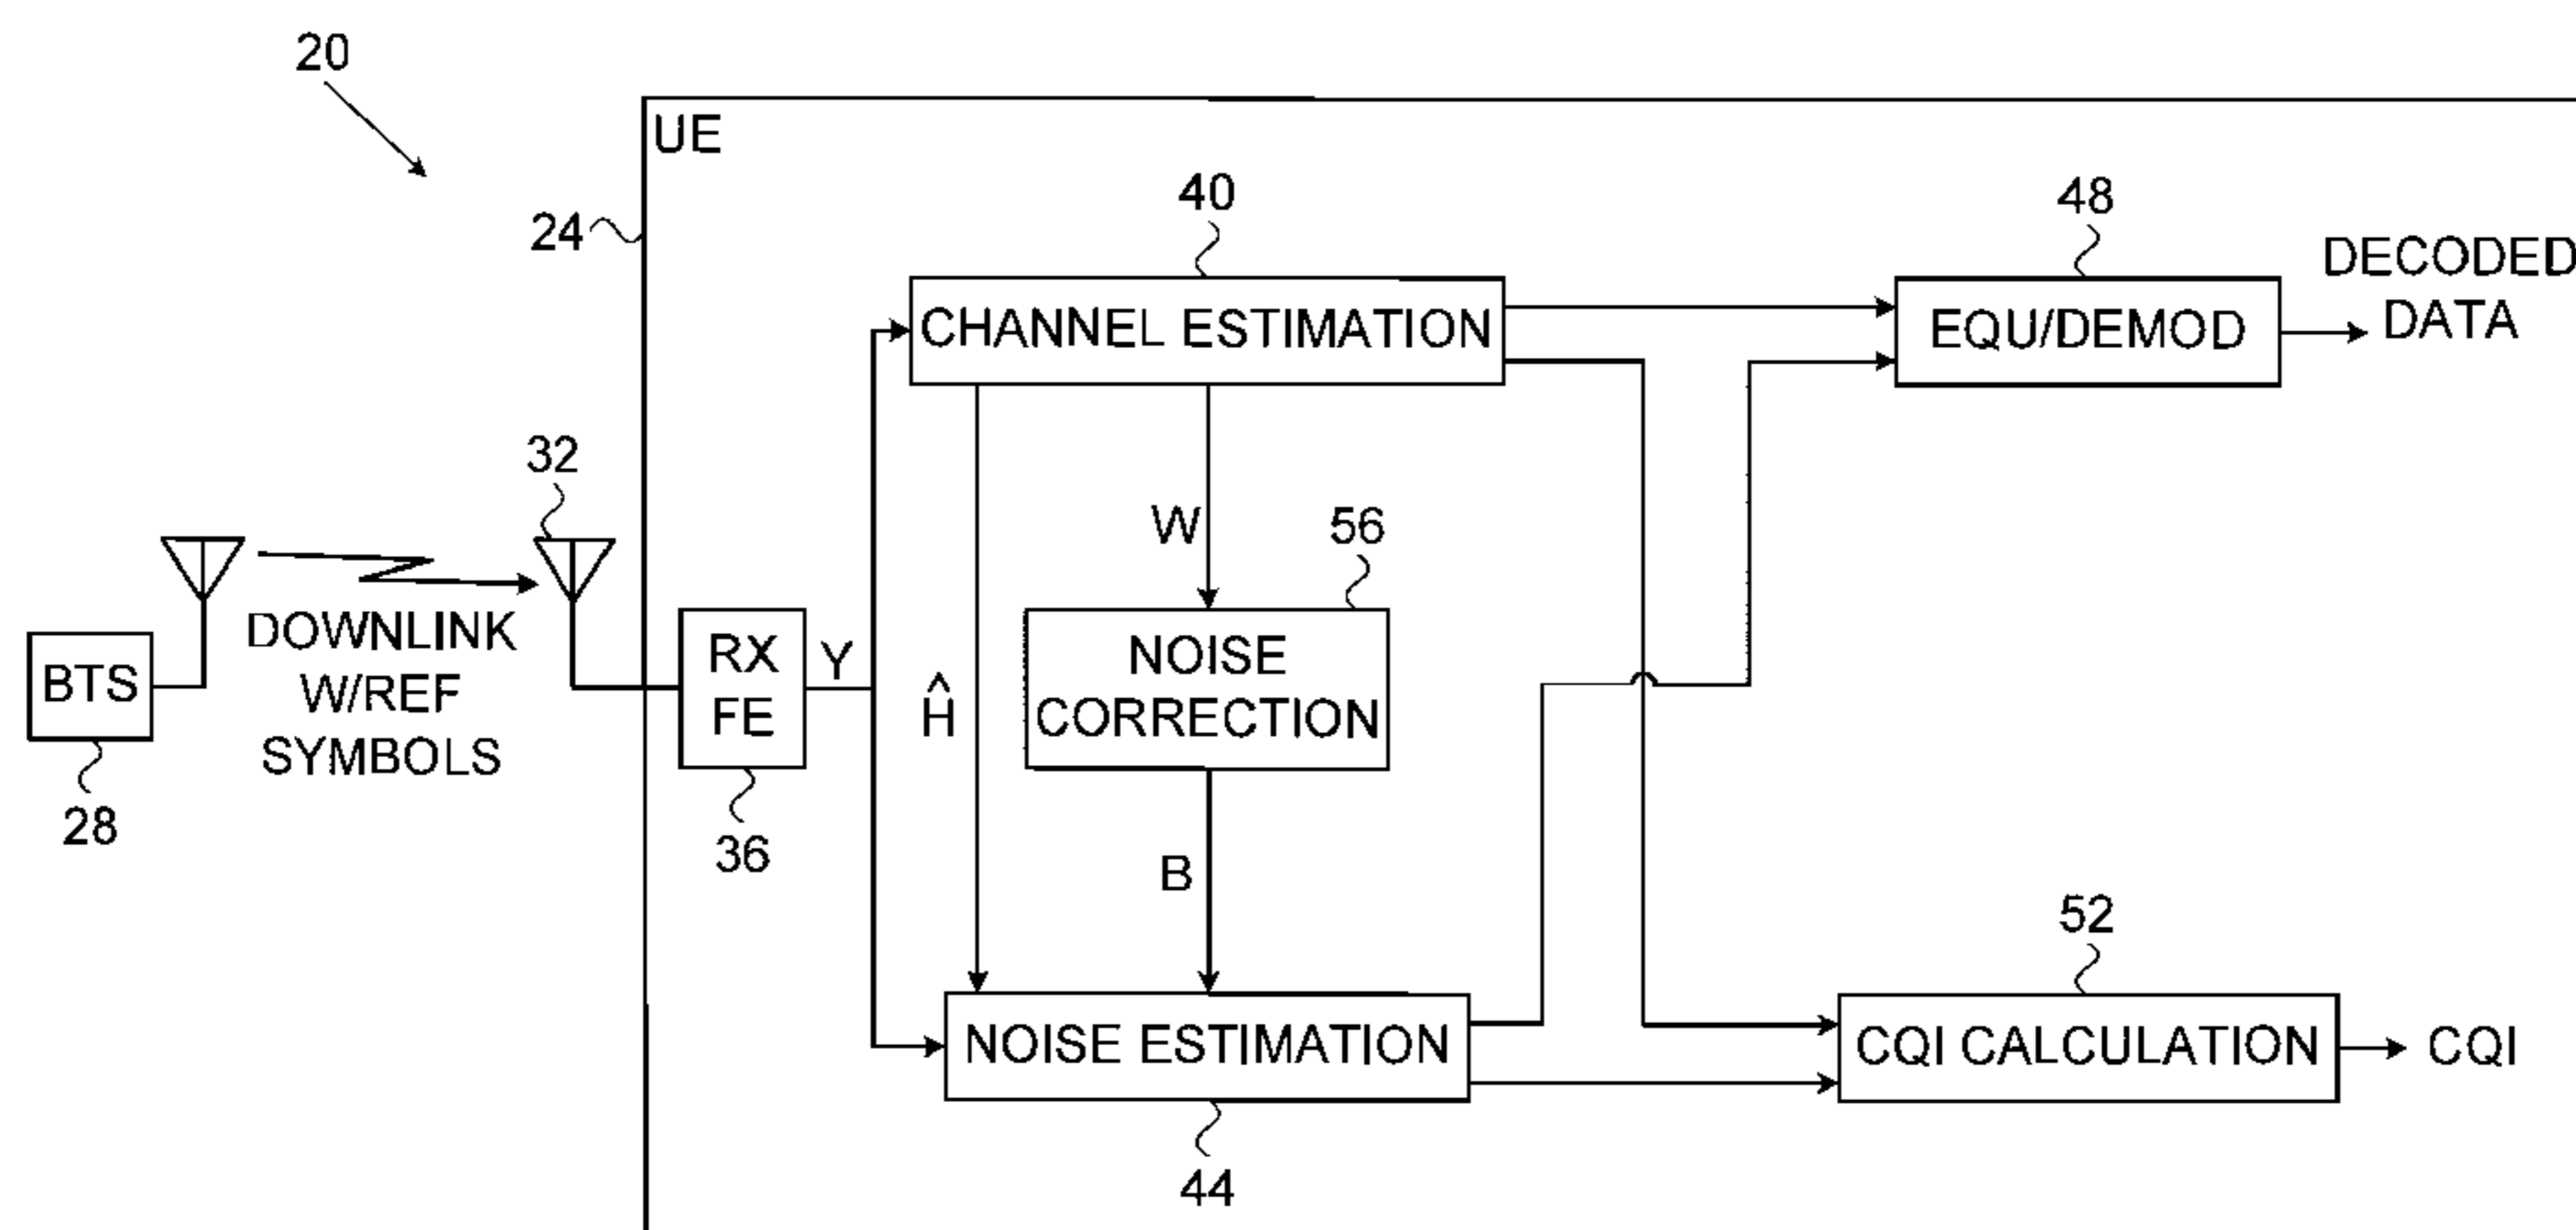 20
UE
24
40
48
CHANNEL ESTIMATION
EQU/DEMOD
DECODED
DATA
32
W
56
BTS
28
DOWNLINK
W/REF
SYMBOLS
RX
FE
36
Y
Ĥ
NOISE
CORRECTION
B
52
NOISE ESTIMATION
CQI CALCULATION
CQI
44